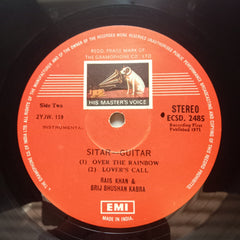 REGD. TRADE MARK OF
THE GRAMOPHONE CO. LTD.
HIS MASTER'S VOICE
Side Two
2YJW. 159
INSTRUMENTAL
STEREO
ECSD. 2485
Recording First
Published 1975
SITAR—GUITAR
(1) OVER THE RAINBOW
(2) LOVER'S CALL
RAIS KHAN &
BRIJ BHUSHAN KABRA
EMI
MADE IN INDIA.